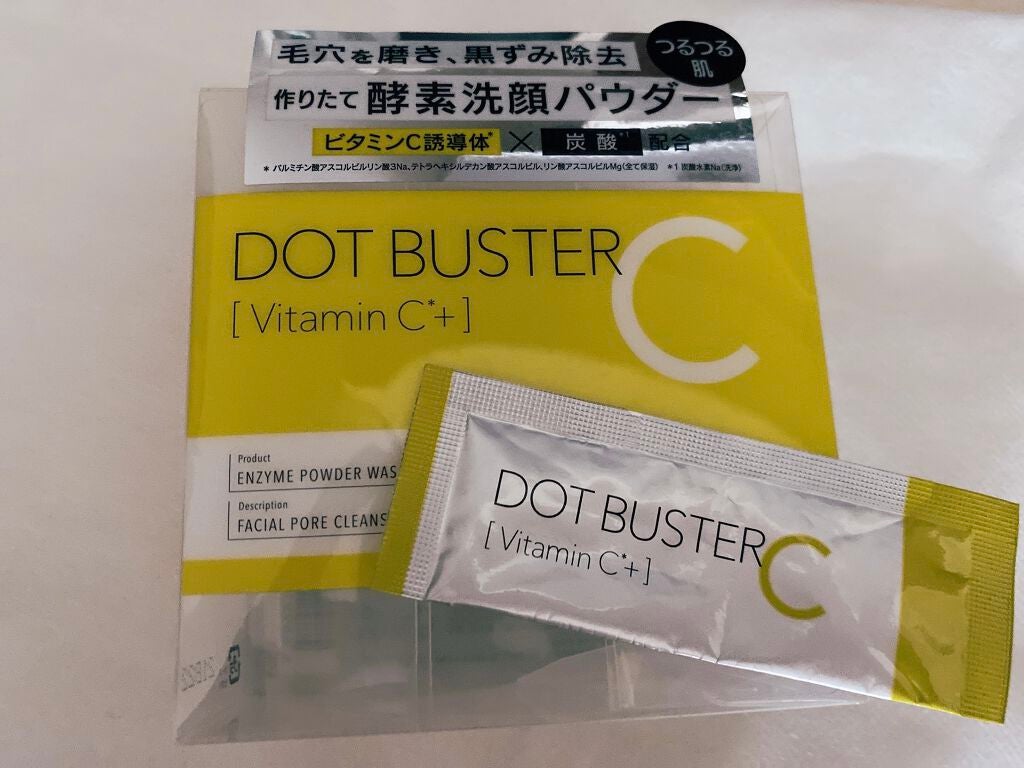 毛穴を磨き、黒ずみ除去
つるつる
肌
作りたて 酵素洗顔パウダー
ビタミンC誘導体* × 炭酸*1 配合
* パルミチン酸アスコルビルリン酸3Na、テトラヘキシルデカン酸アスコルビル、リン酸アスコルビルMg(全て保湿) *1 炭酸水素Na(洗浄)
DOT BUSTER C
[ Vitamin C*+ ]
Product
ENZYME POWDER WAS
Description
FACIAL PORE CLEANS
DOT BUSTER C
[ Vitamin C*+ ]